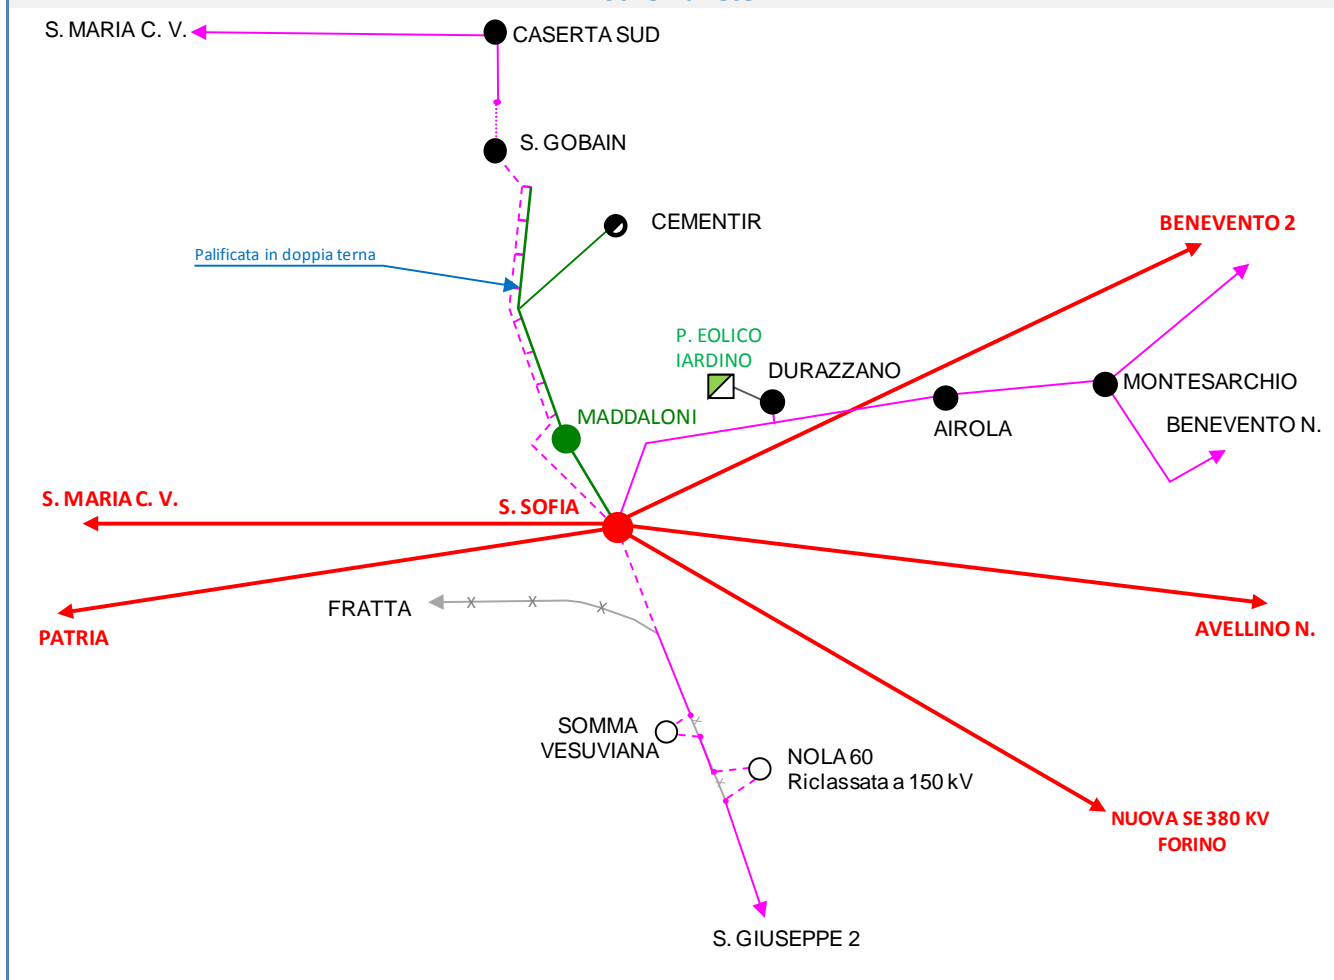 S. MARIA C. V.
CASERTA SUD
S. GOBAIN
CEMENTIR
BENEVENTO 2
Palificata in doppia terna
P. EOLICO
IARDINO
DURAZZANO
MONTESARCHIO
MADDALONI
AIROLA
BENEVENTO N.
S. MARIA C. V.
S. SOFIA
FRATTA
PATRIA
AVELLINO N.
SOMMA
VESUVIANA
NOLA 60
Riclassata a 150 kV
NUOVA SE 380 KV
FORINO
S. GIUSEPPE 2